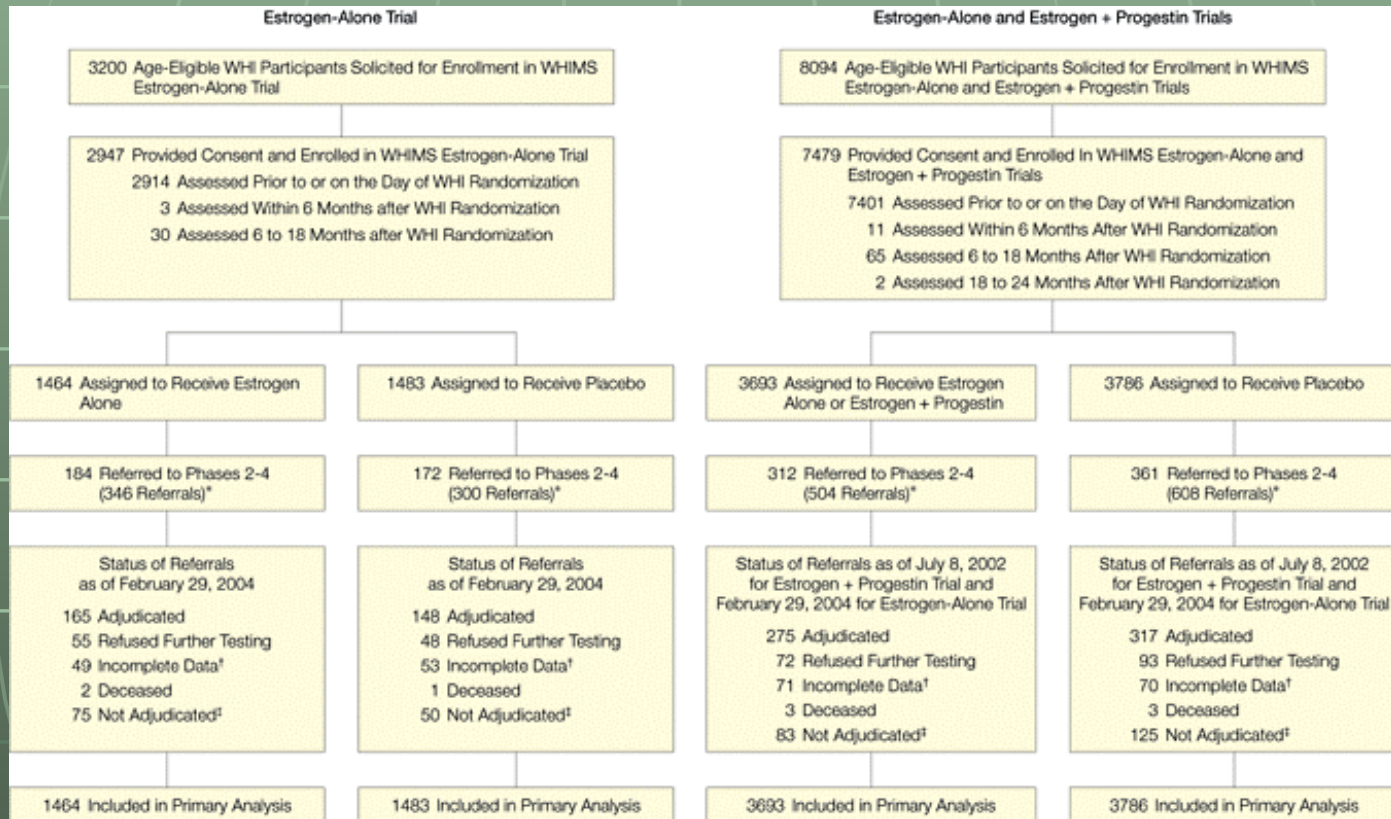 Estrogen-Alone Trial
3200 Age-Eligible WHI Participants Solicited for Enrollment in WHIMS
Estrogen-Alone Trial
2947 Provided Consent and Enrolled in WHIMS Estrogen-Alone Trial
2914 Assessed Prior to or on the Day of WHI Randomization
3 Assessed Within 6 Months after WHI Randomization
30 Assessed 6 to 18 Months after WHI Randomization
1464 Assigned to Receive Estrogen
Alone
1483 Assigned to Receive Placebo
184 Referred to Phases 2-4
(346 Referrals)*
172 Referred to Phases 2-4
(300 Referrals)*
Status of Referrals
as of February 29, 2004
165 Adjudicated
55 Refused Further Testing
49 Incomplete Data†
2 Deceased
75 Not Adjudicated‡
Status of Referrals
as of February 29, 2004
148 Adjudicated
48 Refused Further Testing
53 Incomplete Data†
1 Deceased
50 Not Adjudicated‡
1464 Included in Primary Analysis
1483 Included in Primary Analysis
Estrogen-Alone and Estrogen + Progestin Trials
8094 Age-Eligible WHI Participants Solicited for Enrollment in WHIMS
Estrogen-Alone and Estrogen + Progestin Trials
7479 Provided Consent and Enrolled In WHIMS Estrogen-Alone and
Estrogen + Progestin Trials
7401 Assessed Prior to or on the Day of WHI Randomization
11 Assessed Within 6 Months After WHI Randomization
65 Assessed 6 to 18 Months After WHI Randomization
2 Assessed 18 to 24 Months After WHI Randomization
3693 Assigned to Receive Estrogen
Alone or Estrogen + Progestin
3786 Assigned to Receive Placebo
312 Referred to Phases 2-4
(504 Referrals)*
361 Referred to Phases 2-4
(608 Referrals)*
Status of Referrals as of July 8, 2002
for Estrogen + Progestin Trial and
February 29, 2004 for Estrogen-Alone Trial
275 Adjudicated
72 Refused Further Testing
71 Incomplete Data†
3 Deceased
83 Not Adjudicated‡
Status of Referrals as of July 8, 2002
for Estrogen + Progestin Trial and
February 29, 2004 for Estrogen-Alone Trial
317 Adjudicated
93 Refused Further Testing
70 Incomplete Data†
3 Deceased
125 Not Adjudicated‡
3693 Included in Primary Analysis
3786 Included in Primary Analysis